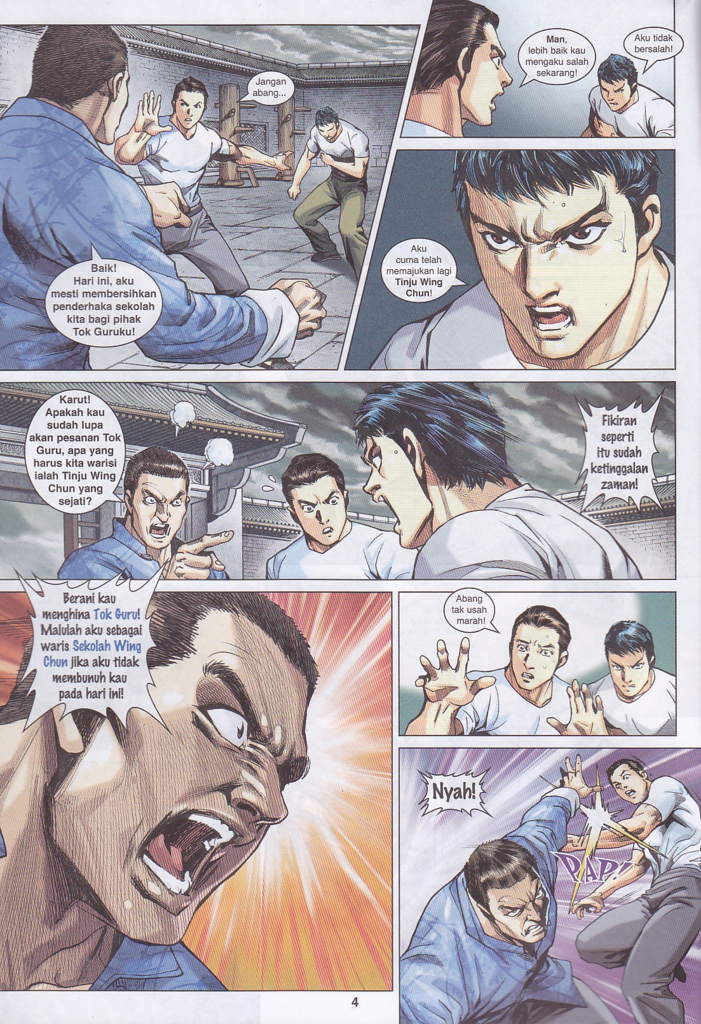 Jangan
abang...
Baik!
Hari ini, aku
mesti membersihkan
penderhaka sekolah
kita bagi pihak
Tok Guruku!
Man,
lebih baik kau
mengaku salah
sekarang!
Aku tidak
bersalah!
Aku
cuma telah
memajukan lagi
Tinju Wing
Chun!
Karut!
Apakah kau
sudah lupa
akan pesanan Tok
Guru, apa yang
harus kita warisi
Tinju Wing
Chun yang
sejati?
Fikiran
seperti
itu sudah
ketinggalan
zaman!
Berani kau
menghina Tok Guru!
Malulah aku sebagai
waris Sekolah Wing
Chun jika aku tidak
membunuh kau
pada hari ini!
Abang
tak usah
marah!
Nyah!
PAP!
4